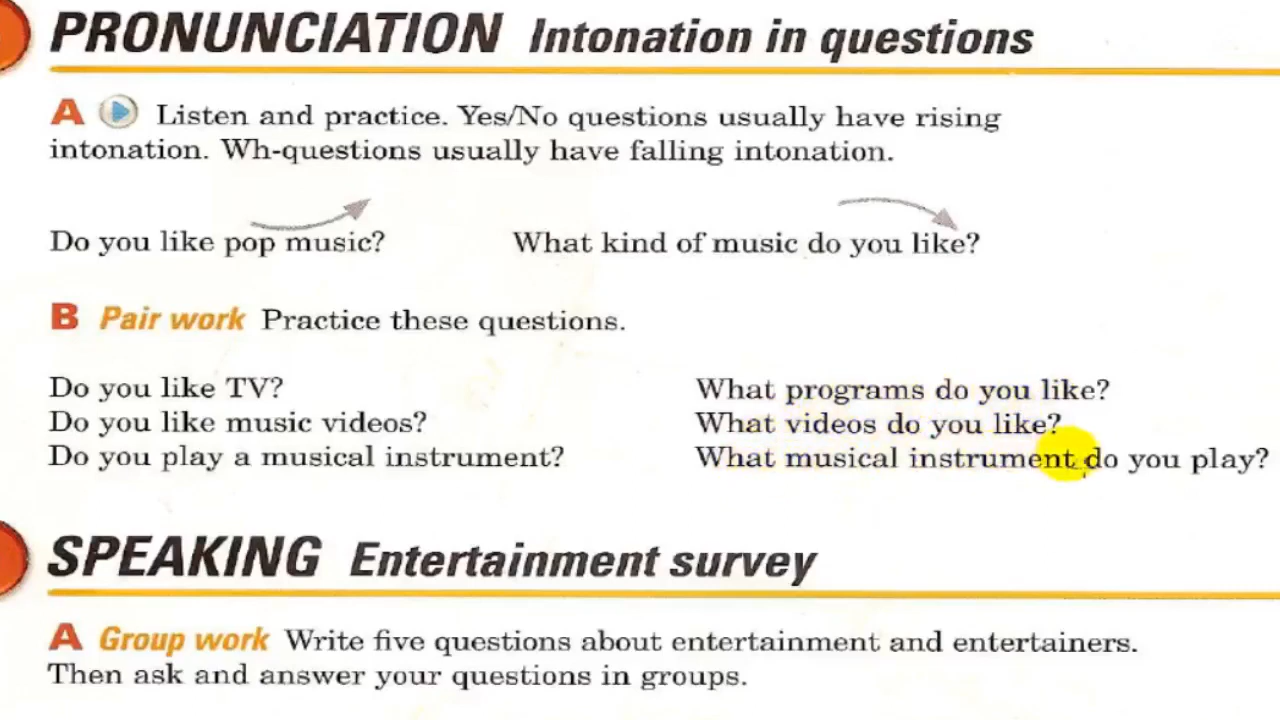 PRONUNCIATION Intonation in questions
A Listen and practice. Yes/No questions usually have rising
intonation. Wh-questions usually have falling intonation.
Do you like pop music? What kind of music do you like?
B Pair work Practice these questions.
Do you like TV? What programs do you like?
Do you like music videos? What videos do you like?
Do you play a musical instrument? What musical instrument do you play?
SPEAKING Entertainment survey
A Group work Write five questions about entertainment and entertainers.
Then ask and answer your questions in groups.